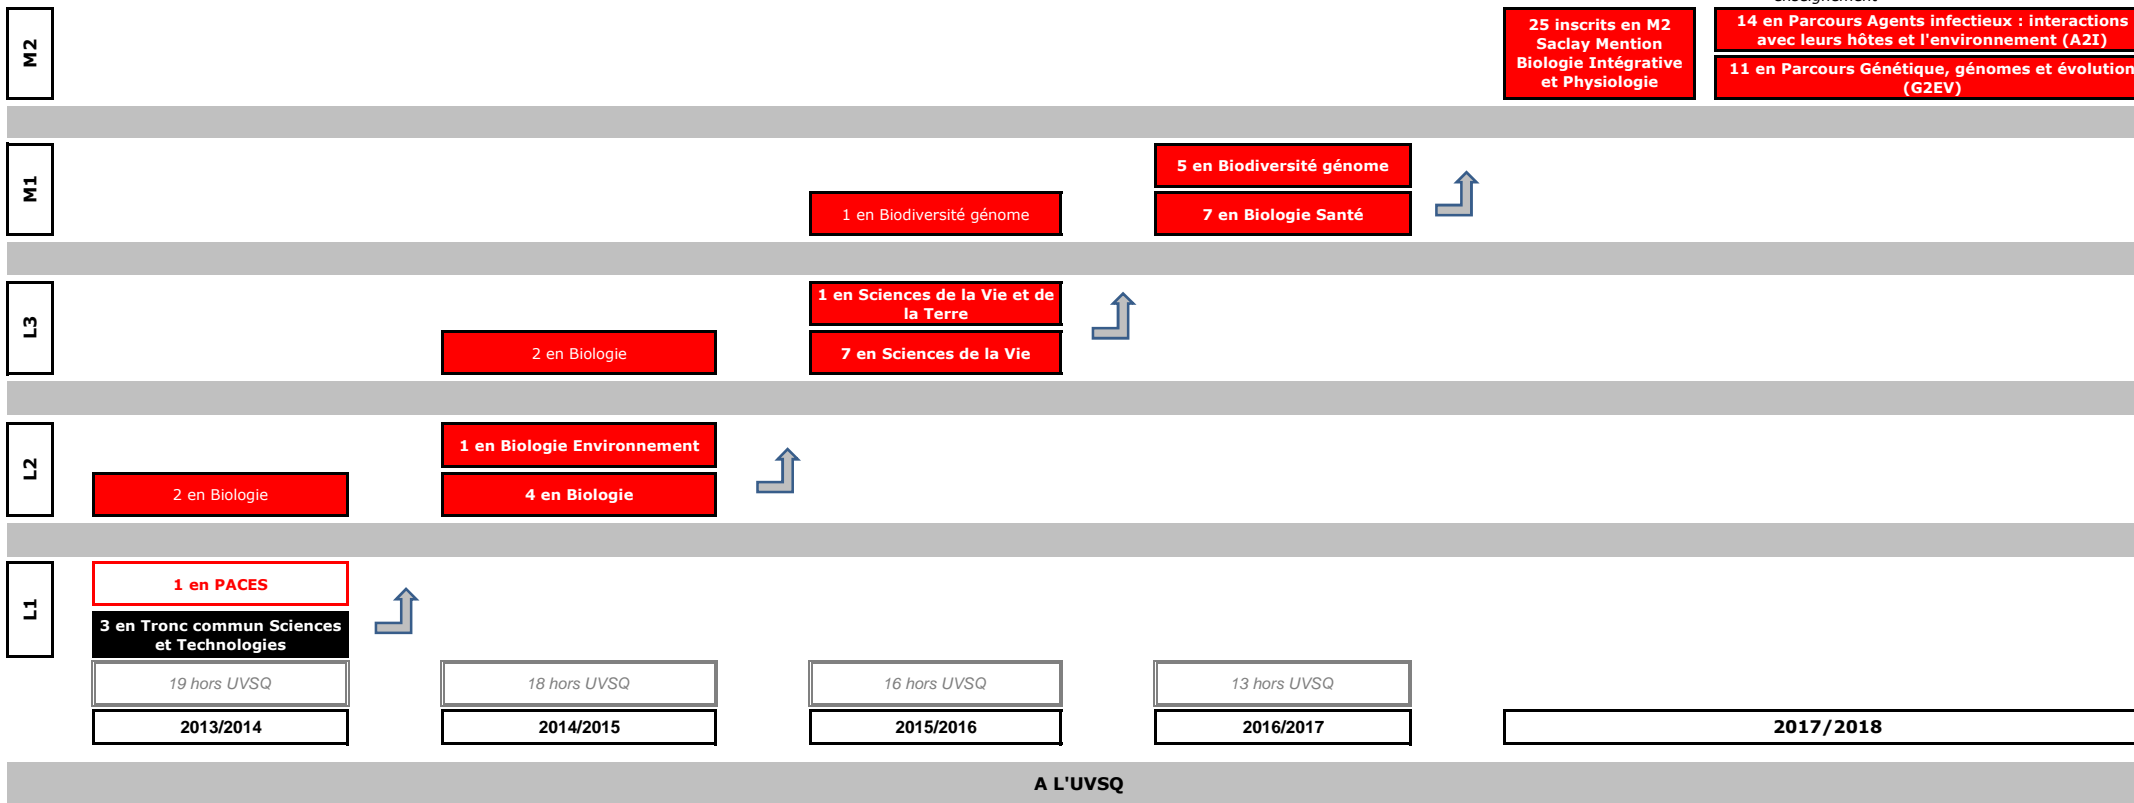 enseignement
M2
25 inscrits en M2
Saclay Mention
Biologie Intégrative
et Physiologie
14 en Parcours Agents infectieux : interactions
avec leurs hôtes et l'environnement (A2I)
11 en Parcours Génétique, génomes et évolution
(G2EV)
M1
5 en Biodiversité génome
1 en Biodiversité génome
7 en Biologie Santé
L3
1 en Sciences de la Vie et de
la Terre
2 en Biologie
7 en Sciences de la Vie
L2
1 en Biologie Environnement
2 en Biologie
4 en Biologie
L1
1 en PACES
3 en Tronc commun Sciences
et Technologies
19 hors UVSQ
18 hors UVSQ
16 hors UVSQ
13 hors UVSQ
2013/2014
2014/2015
2015/2016
2016/2017
2017/2018
A L'UVSQ